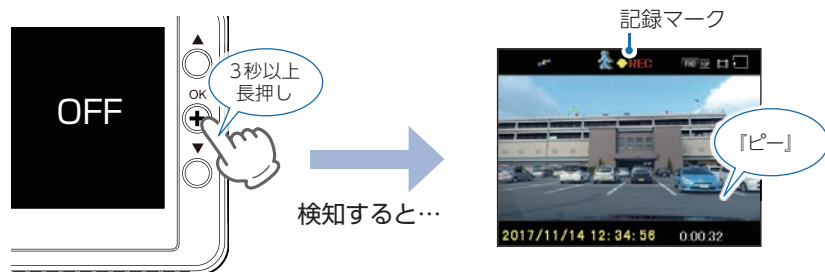 記録マーク
REC
OFF
OK
3秒以上
長押し
検知すると…
『ピー』
2017/11/14 12:34:56
0:00:32